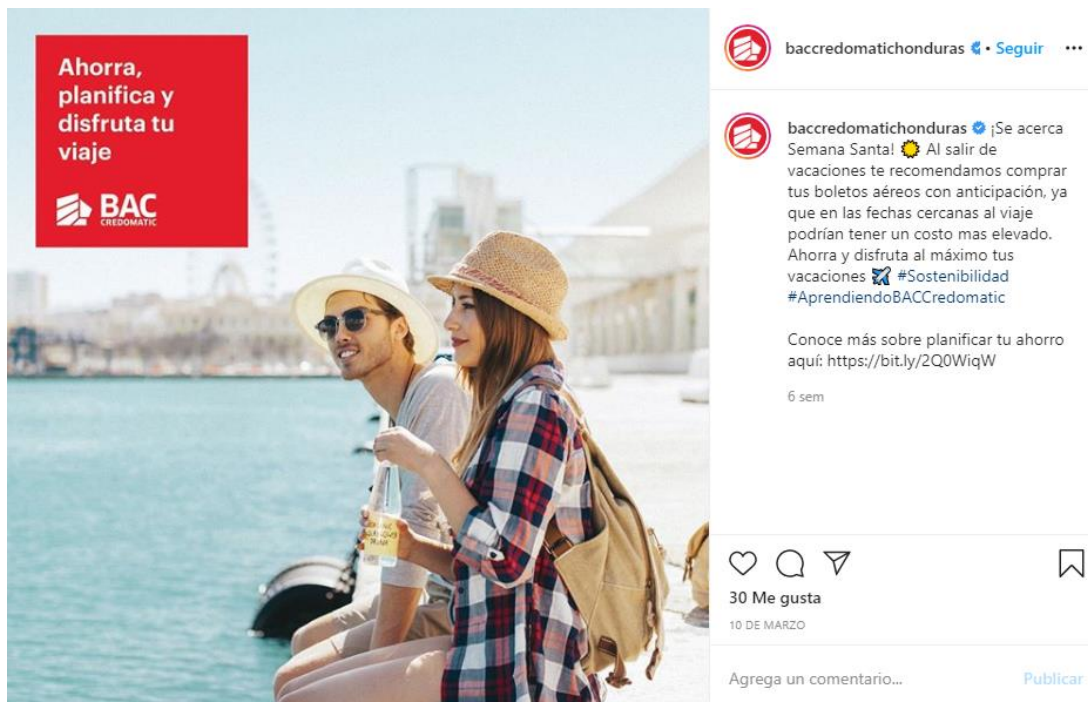 Ahorra,
planifica y
disfruta tu
viaje
BAC
CREDOMATIC
baccredomatichonduras • Seguir
baccredomatichonduras ¡Se acerca
Semana Santa! Al salir de
vacaciones te recomendamos comprar
tus boletos aéreos con anticipación, ya
que en las fechas cercanas al viaje
podrían tener un costo mas elevado.
Ahorra y disfruta al máximo tus
vacaciones #Sostenibilidad
#AprendiendoBACCredomatic
Conoce más sobre planificar tu ahorro
aquí: https://bit.ly/2Q0WiqW
6 sem
30 Me gusta
10 DE MARZO
Agrega un comentario...
Publicar